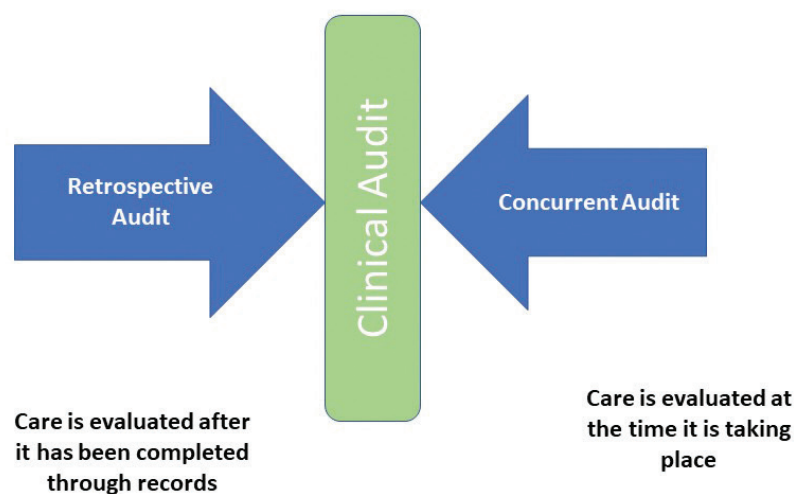 Retrospective
Audit
Clinical Audit
Concurrent Audit
Care is evaluated after
it has been completed
through records
Care is evaluated at
the time it is taking
place